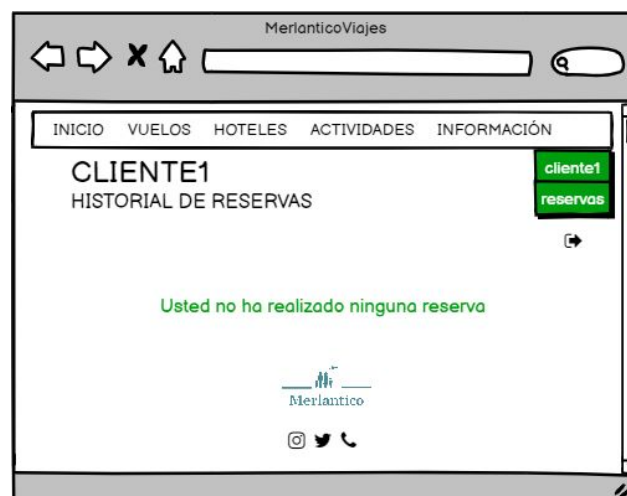 MerlanticoViajes
INICIO VUELOS HOTELES ACTIVIDADES INFORMACIÓN
CLIENTE1
HISTORIAL DE RESERVAS
cliente1
reservas
Usted no ha realizado ninguna reserva
Merlantico